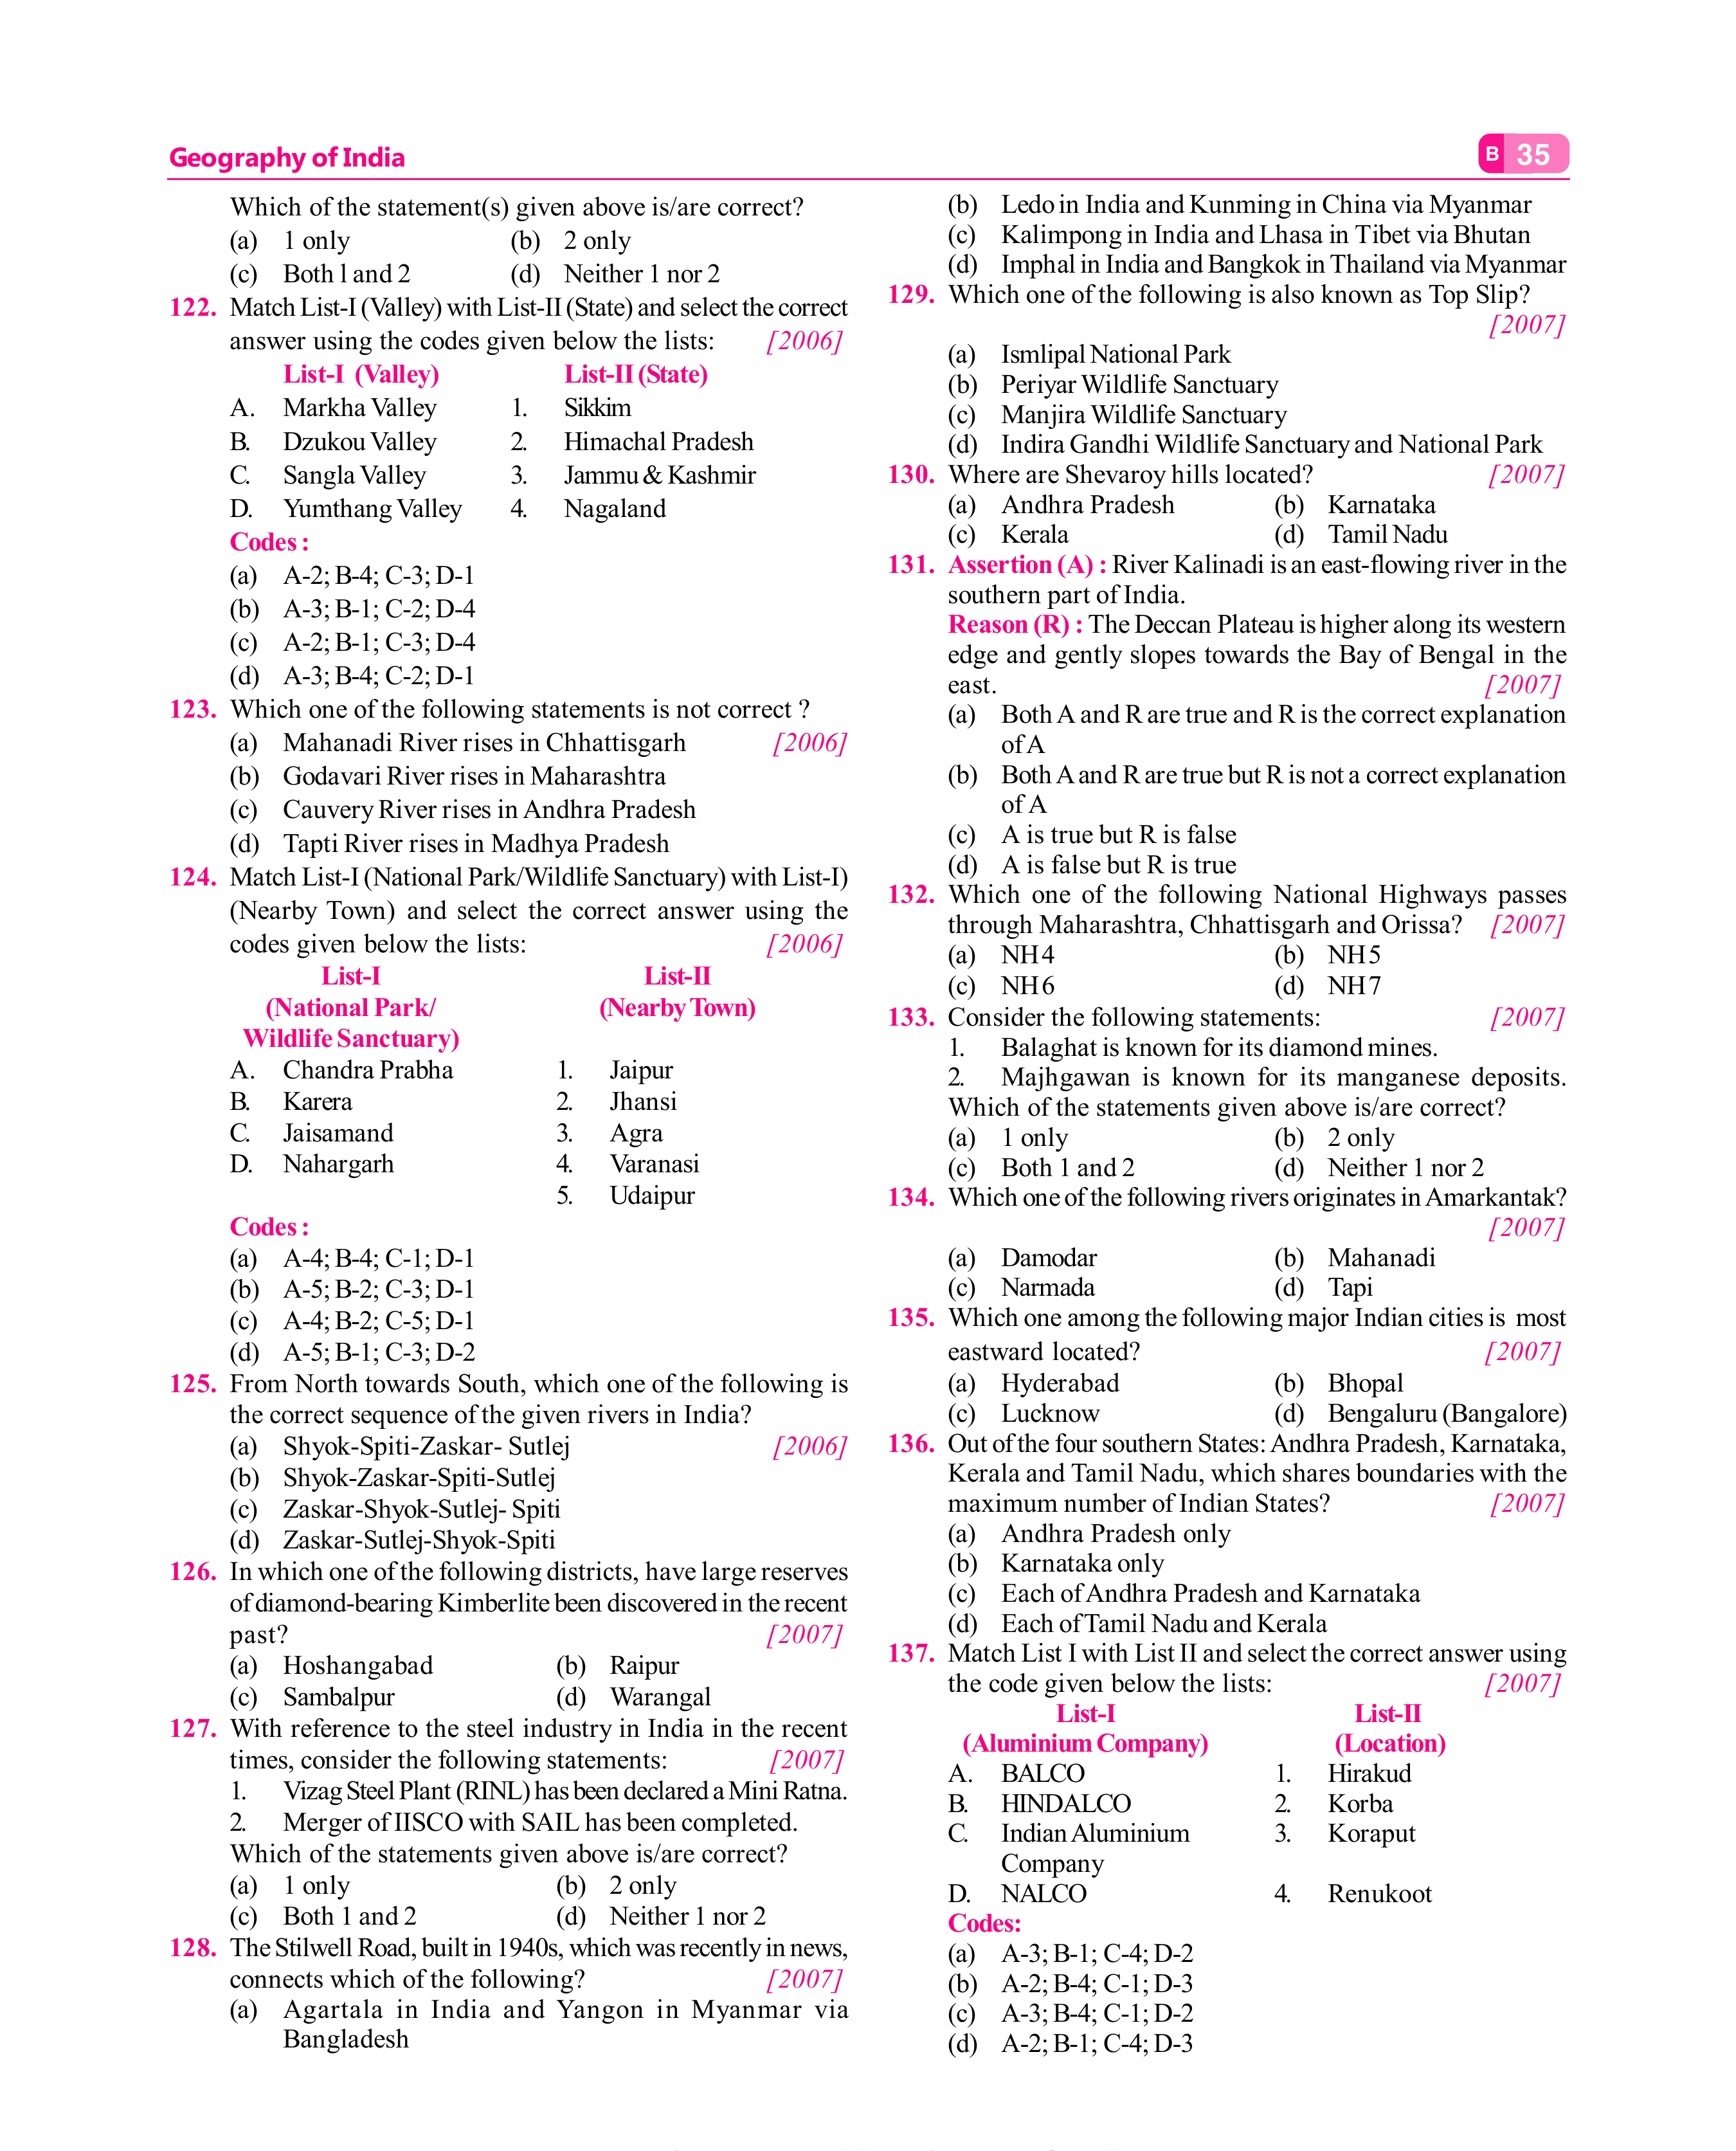 Geography of India
B 35
Which of the statement(s) given above is/are correct?
(a) 1 only (b) 2 only
(c) Both l and 2 (d) Neither 1 nor 2
122. Match List-I (Valley) with List-II (State) and select the correct
answer using the codes given below the lists: [2006]
List-I (Valley) List-II (State)
A. Markha Valley 1. Sikkim
B. Dzukou Valley 2. Himachal Pradesh
C. Sangla Valley 3. Jammu & Kashmir
D. Yumthang Valley 4. Nagaland
Codes :
(a) A-2; B-4; C-3; D-1
(b) A-3; B-1; C-2; D-4
(c) A-2; B-1; C-3; D-4
(d) A-3; B-4; C-2; D-1
123. Which one of the following statements is not correct ?
(a) Mahanadi River rises in Chhattisgarh [2006]
(b) Godavari River rises in Maharashtra
(c) Cauvery River rises in Andhra Pradesh
(d) Tapti River rises in Madhya Pradesh
124. Match List-I (National Park/Wildlife Sanctuary) with List-I)
(Nearby Town) and select the correct answer using the
codes given below the lists: [2006]
List-I List-II
(National Park/ (Nearby Town)
Wildlife Sanctuary)
A. Chandra Prabha 1. Jaipur
B. Karera 2. Jhansi
C. Jaisamand 3. Agra
D. Nahargarh 4. Varanasi
5. Udaipur
Codes :
(a) A-4; B-4; C-1; D-1
(b) A-5; B-2; C-3; D-1
(c) A-4; B-2; C-5; D-1
(d) A-5; B-1; C-3; D-2
125. From North towards South, which one of the following is
the correct sequence of the given rivers in India?
(a) Shyok-Spiti-Zaskar- Sutlej [2006]
(b) Shyok-Zaskar-Spiti-Sutlej
(c) Zaskar-Shyok-Sutlej- Spiti
(d) Zaskar-Sutlej-Shyok-Spiti
126. In which one of the following districts, have large reserves
of diamond-bearing Kimberlite been discovered in the recent
past? [2007]
(a) Hoshangabad (b) Raipur
(c) Sambalpur (d) Warangal
127. With reference to the steel industry in India in the recent
times, consider the following statements: [2007]
1. Vizag Steel Plant (RINL) has been declared a Mini Ratna.
2. Merger of IISCO with SAIL has been completed.
Which of the statements given above is/are correct?
(a) 1 only (b) 2 only
(c) Both 1 and 2 (d) Neither 1 nor 2
128. The Stilwell Road, built in 1940s, which was recently in news,
connects which of the following? [2007]
(a) Agartala in India and Yangon in Myanmar via
Bangladesh
(b) Ledo in India and Kunming in China via Myanmar
(c) Kalimpong in India and Lhasa in Tibet via Bhutan
(d) Imphal in India and Bangkok in Thailand via Myanmar
129. Which one of the following is also known as Top Slip?
[2007]
(a) Ismlipal National Park
(b) Periyar Wildlife Sanctuary
(c) Manjira Wildlife Sanctuary
(d) Indira Gandhi Wildlife Sanctuary and National Park
130. Where are Shevaroy hills located? [2007]
(a) Andhra Pradesh (b) Karnataka
(c) Kerala (d) Tamil Nadu
131. Assertion (A) : River Kalinadi is an east-flowing river in the
southern part of India.
Reason (R) : The Deccan Plateau is higher along its western
edge and gently slopes towards the Bay of Bengal in the
east. [2007]
(a) Both A and R are true and R is the correct explanation
of A
(b) Both A and R are true but R is not a correct explanation
of A
(c) A is true but R is false
(d) A is false but R is true
132. Which one of the following National Highways passes
through Maharashtra, Chhattisgarh and Orissa? [2007]
(a) NH 4 (b) NH 5
(c) NH 6 (d) NH 7
133. Consider the following statements: [2007]
1. Balaghat is known for its diamond mines.
2. Majhgawan is known for its manganese deposits.
Which of the statements given above is/are correct?
(a) 1 only (b) 2 only
(c) Both 1 and 2 (d) Neither 1 nor 2
134. Which one of the following rivers originates in Amarkantak?
[2007]
(a) Damodar (b) Mahanadi
(c) Narmada (d) Tapi
135. Which one among the following major Indian cities is most
eastward located? [2007]
(a) Hyderabad (b) Bhopal
(c) Lucknow (d) Bengaluru (Bangalore)
136. Out of the four southern States: Andhra Pradesh, Karnataka,
Kerala and Tamil Nadu, which shares boundaries with the
maximum number of Indian States? [2007]
(a) Andhra Pradesh only
(b) Karnataka only
(c) Each of Andhra Pradesh and Karnataka
(d) Each of Tamil Nadu and Kerala
137. Match List I with List II and select the correct answer using
the code given below the lists: [2007]
List-I List-II
(Aluminium Company) (Location)
A. BALCO 1. Hirakud
B. HINDALCO 2. Korba
C. Indian Aluminium 3. Koraput
Company
D. NALCO 4. Renukoot
Codes:
(a) A-3; B-1; C-4; D-2
(b) A-2; B-4; C-1; D-3
(c) A-3; B-4; C-1; D-2
(d) A-2; B-1; C-4; D-3